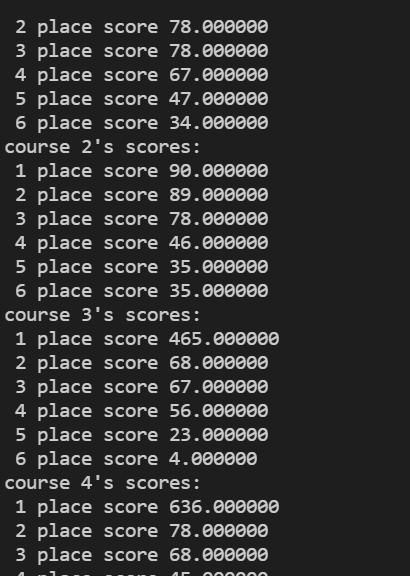 2 place score 78.000000
3 place score 78.000000
4 place score 67.000000
5 place score 47.000000
6 place score 34.000000
course 2's scores:
1 place score 90.000000
2 place score 89.000000
3 place score 78.000000
4 place score 46.000000
5 place score 35.000000
6 place score 35.000000
course 3's scores:
1 place score 465.000000
2 place score 68.000000
3 place score 67.000000
4 place score 56.000000
5 place score 23.000000
6 place score 4.000000
course 4's scores:
1 place score 636.000000
2 place score 78.000000
3 place score 68.000000
4 place score 45.000000